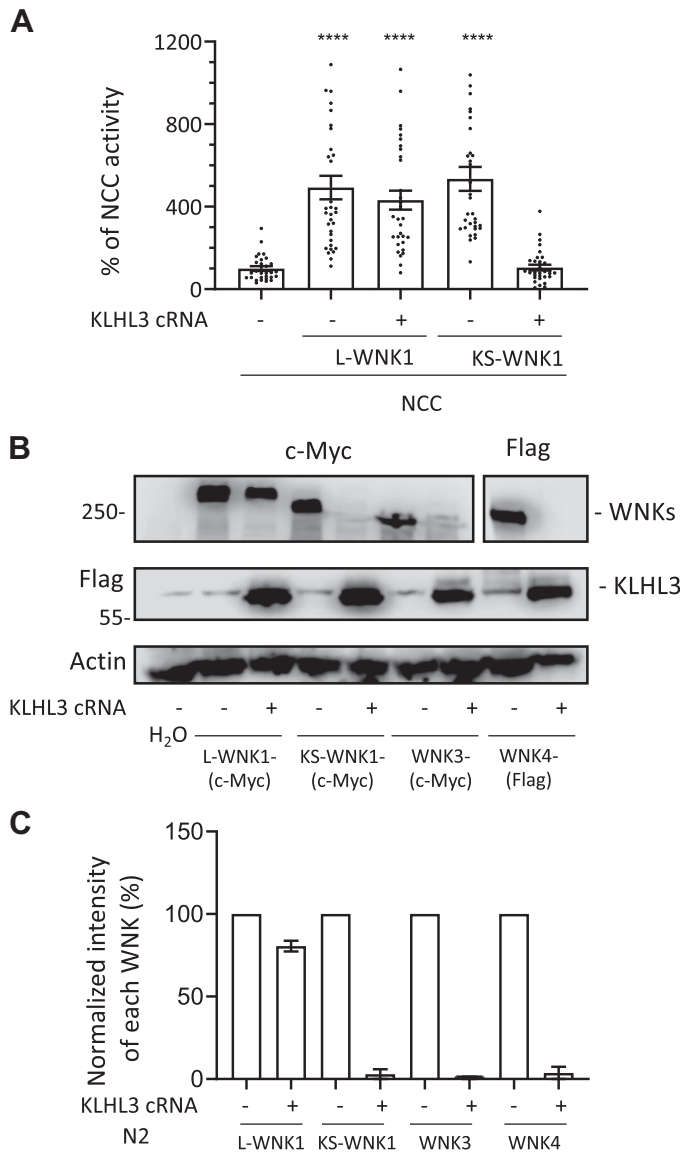 A
****
****
****
1200
800
400
0
% of NCC activity
KLHL3 cRNA - - + - +
L-WNK1 KS-WNK1
NCC
B
c-Myc Flag
250- - WNKs
Flag - KLHL3
55-
Actin
KLHL3 cRNA - - + - + - + - +
H₂O
L-WNK1- KS-WNK1- WNK3- WNK4-
(c-Myc) (c-Myc) (c-Myc) (Flag)
C
150
100
50
0
Normalized intensity
of each WNK (%)
KLHL3 cRNA - + - + - + - +
N2 L-WNK1 KS-WNK1 WNK3 WNK4